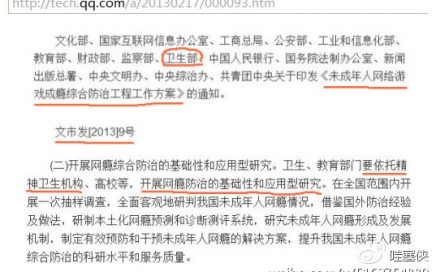 http://tech.qq.com/a/20130217/000093.htm
文化部、国家互联网信息办公室、工商总局、公安部、工业和信息化部、
教育部、财政部、监察部、卫生部、中国人民银行、国务院法制办公室、新闻
出版总署、中央文明办、中央综治办、共青团中央关于印发《未成年人网络游
戏成瘾综合防治工程工作方案》的通知。
文市发[2013]9号
(二)开展网瘾综合防治的基础性和应用型研究。卫生、教育部门要依托精
神卫生机构、高校等，开展网瘾防治的基础性和应用型研究。在全国范围内开
展一次抽样调查，全面客观地研判我国未成年人网瘾情况，借鉴国外防治经验
及做法，研制本土化网瘾预测和诊断测评系统，研究未成年人网瘾形成及发展
机制，制定有效预防和干预未成年人网瘾的解决方案，提升我国未成年人网瘾
综合防治的科研水平和服务质量。
@哇塞体